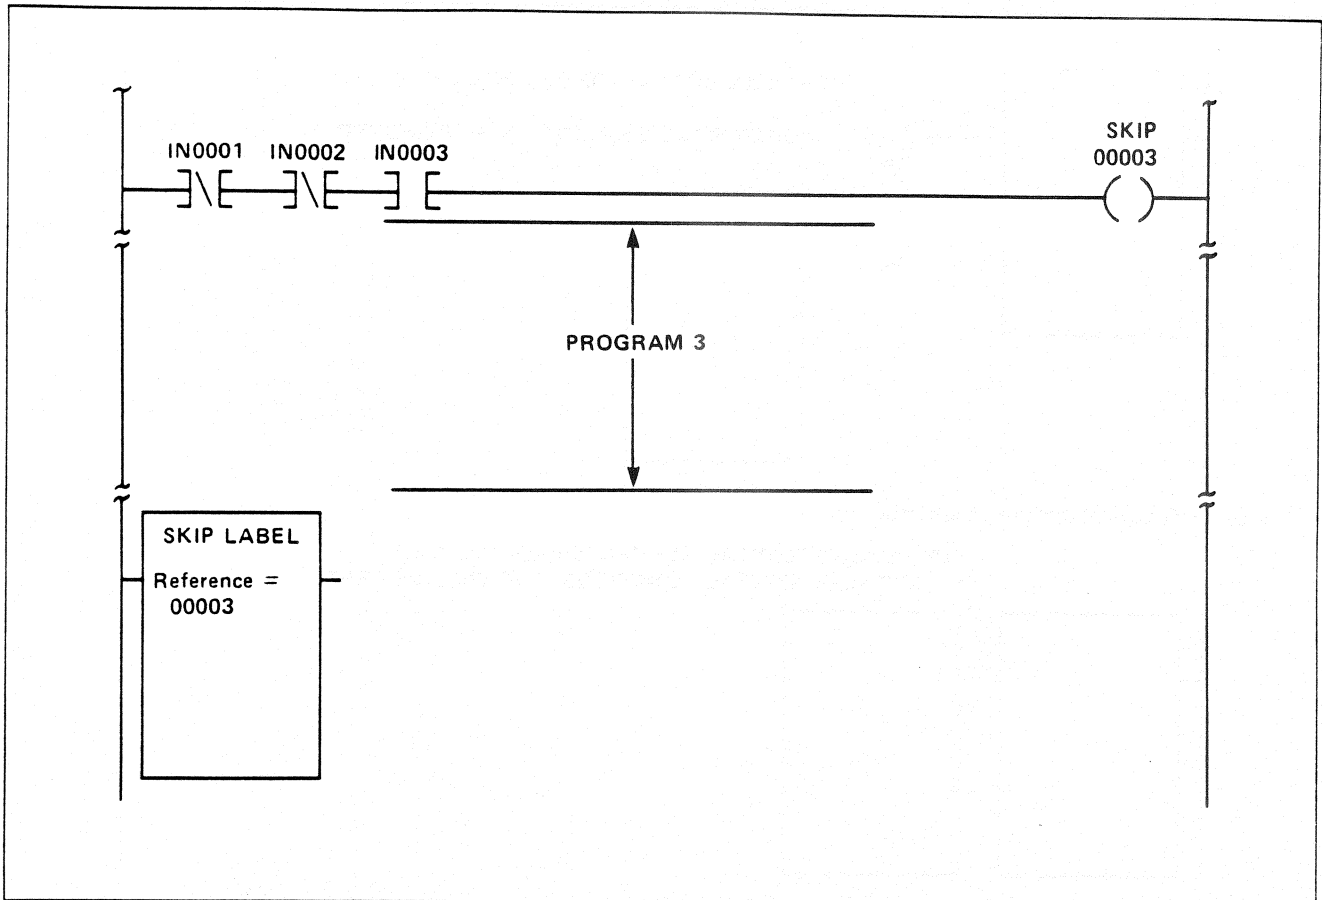 IN0001 IN0002 IN0003
SKIP
00003
PROGRAM 3
SKIP LABEL
Reference =
00003